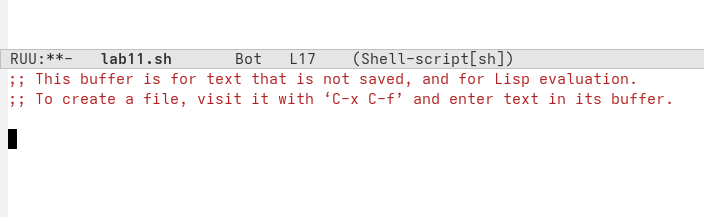 RUU:**-   lab11.sh       Bot   L17    (Shell-script[sh])
;; This buffer is for text that is not saved, and for Lisp evaluation.
;; To create a file, visit it with ‘C-x C-f’ and enter text in its buffer.